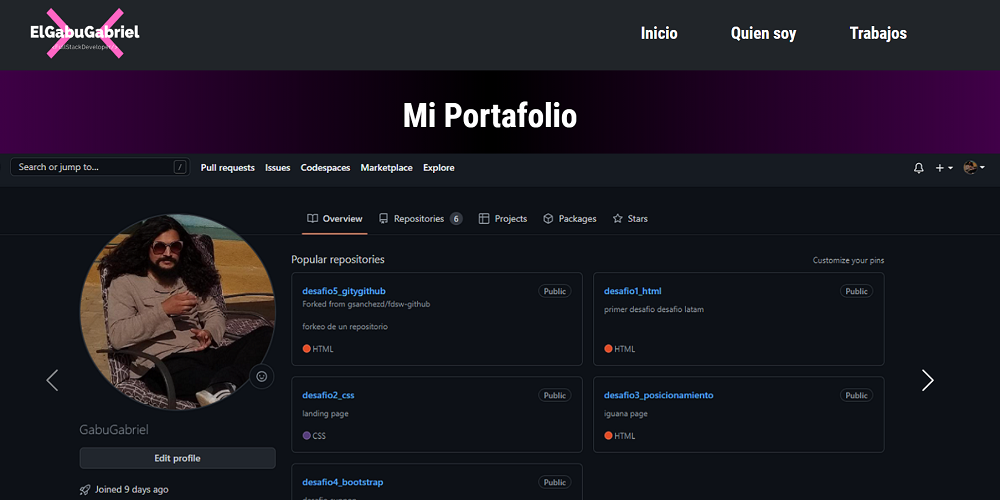 ElGabuGabriel
Inicio
Quien soy
Trabajos
Mi Portafolio
Search or jump to...
/
Pull requests
Issues
Codespaces
Marketplace
Explore
Overview
Repositories 6
Projects
Packages
Stars
Popular repositories
Customize your pins
desafio5_gitygithub
Public
Forked from gsanchezd/fdsw-github
forkeo de un repositorio
HTML
desafio1_html
Public
primer desafio desafio latam
HTML
desafio2_css
Public
landing page
CSS
desafio3_posicionamiento
Public
iguana page
HTML
desafio4_bootstrap
Public
GabuGabriel
Edit profile
Joined 9 days ago